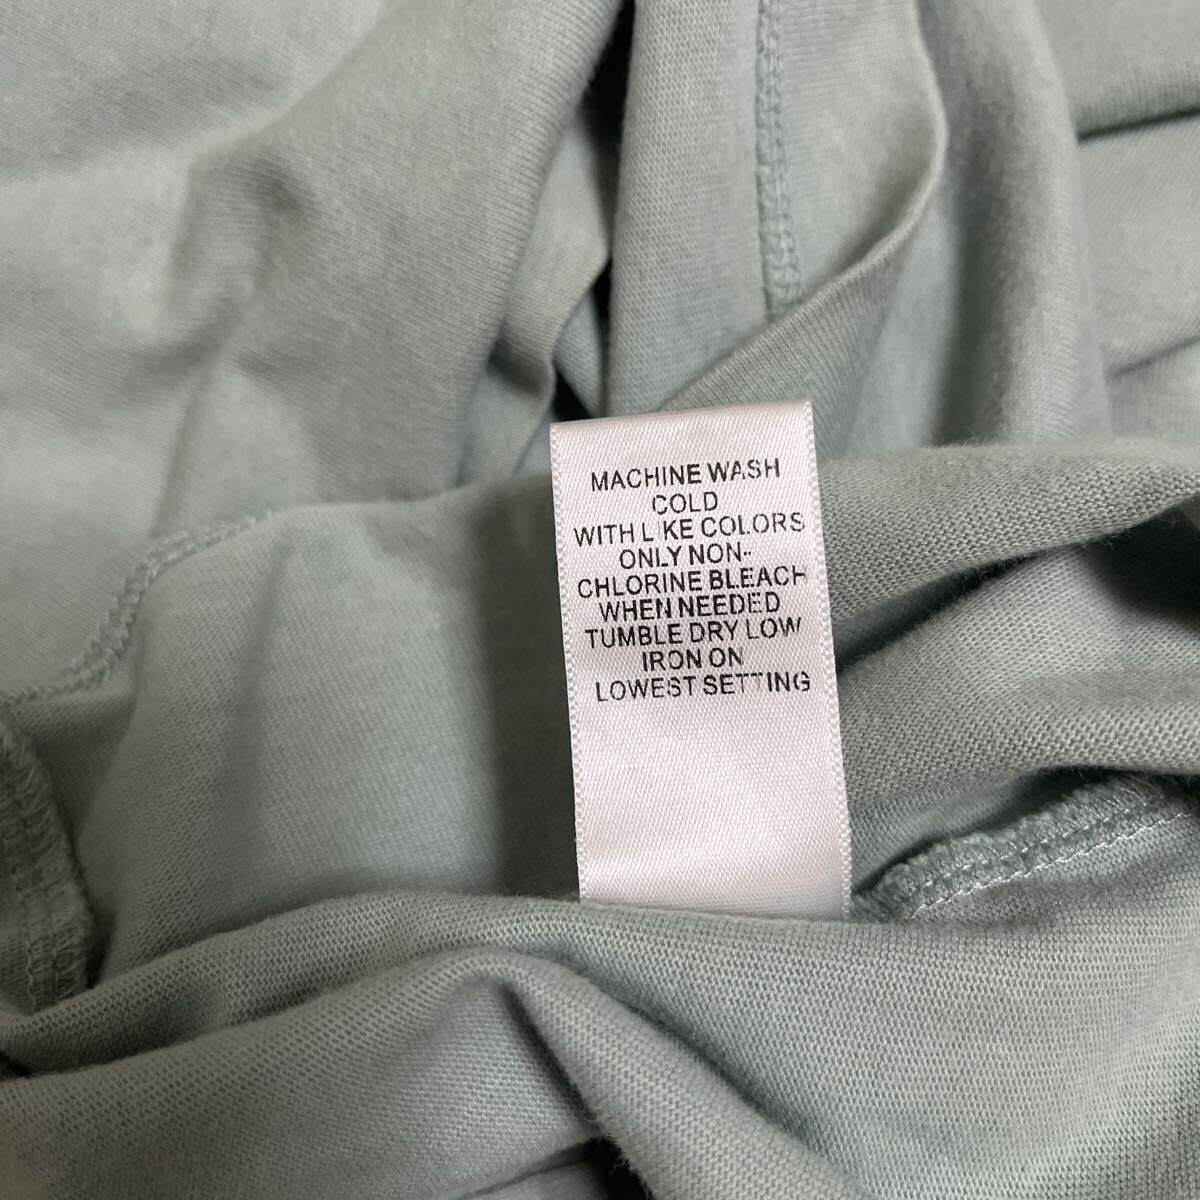 MACHINE WASH
COLD
WITH LIKE COLORS
ONLY NON-
CHLORINE BLEACH
WHEN NEEDED
TUMBLE DRY LOW
IRON ON
LOWEST SETTING